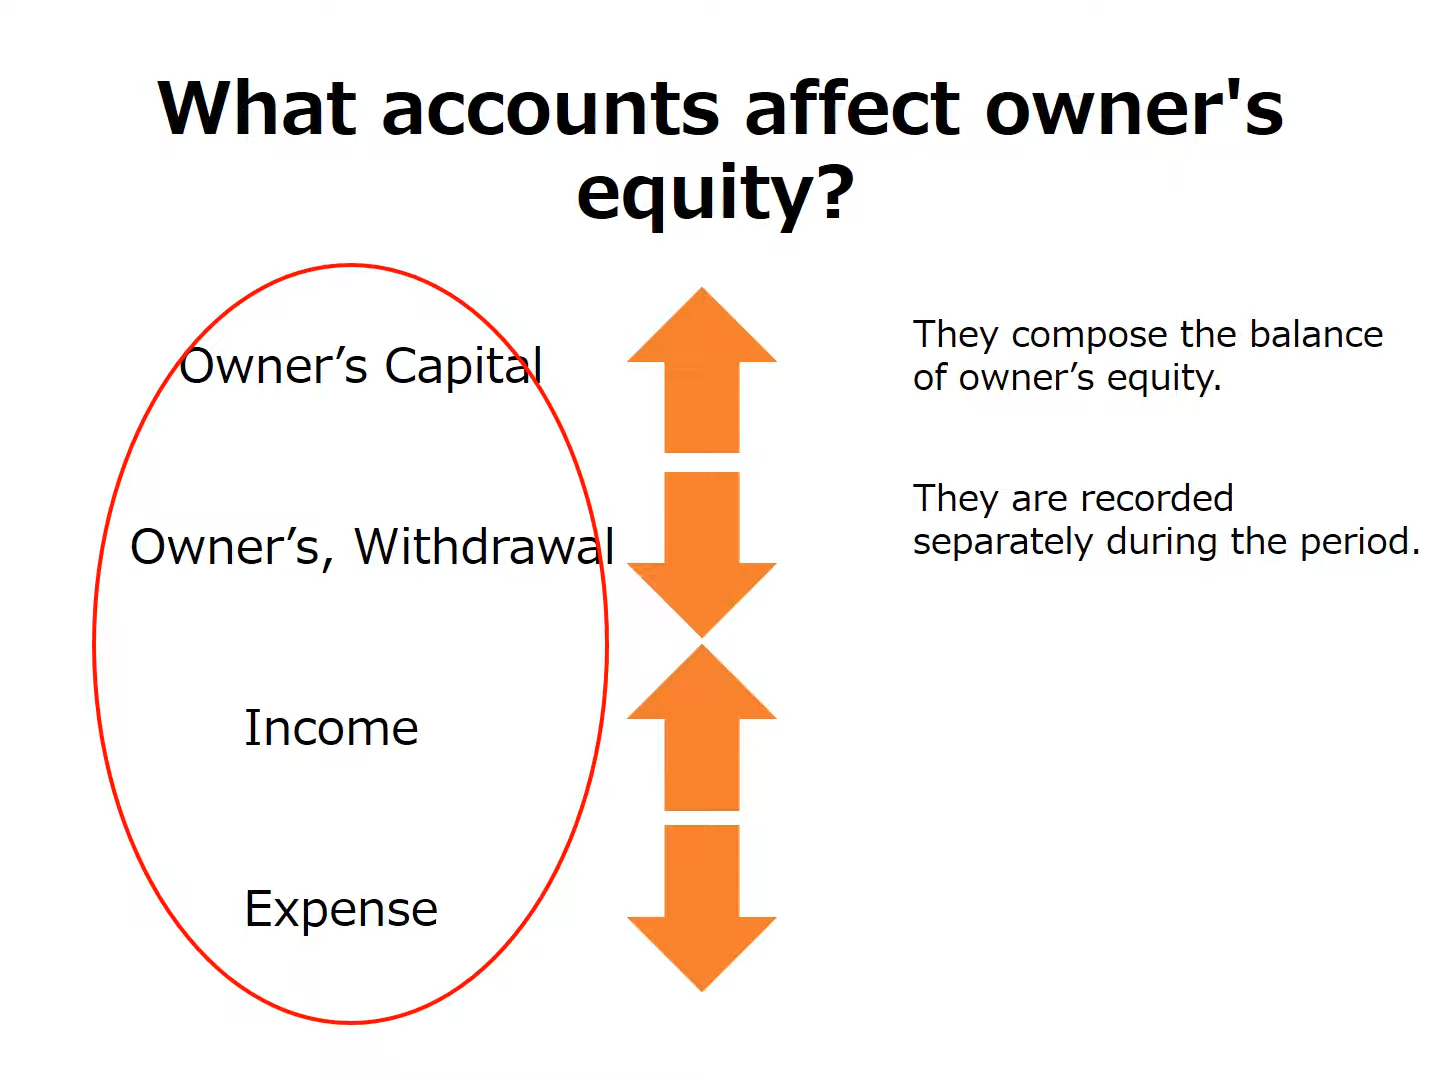 What accounts affect owner's
equity?
Owner’s Capital
They compose the balance
of owner’s equity.
Owner’s, Withdrawal
They are recorded
separately during the period.
Income
Expense